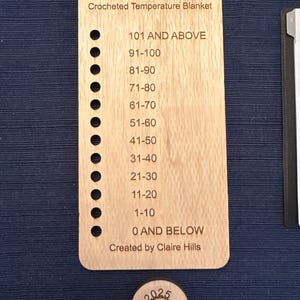 Crocheted Temperature Blanket
101 AND ABOVE
91-100
81-90
71-80
61-70
51-60
41-50
31-40
21-30
11-20
1-10
0 AND BELOW
Created by Claire Hills
2025